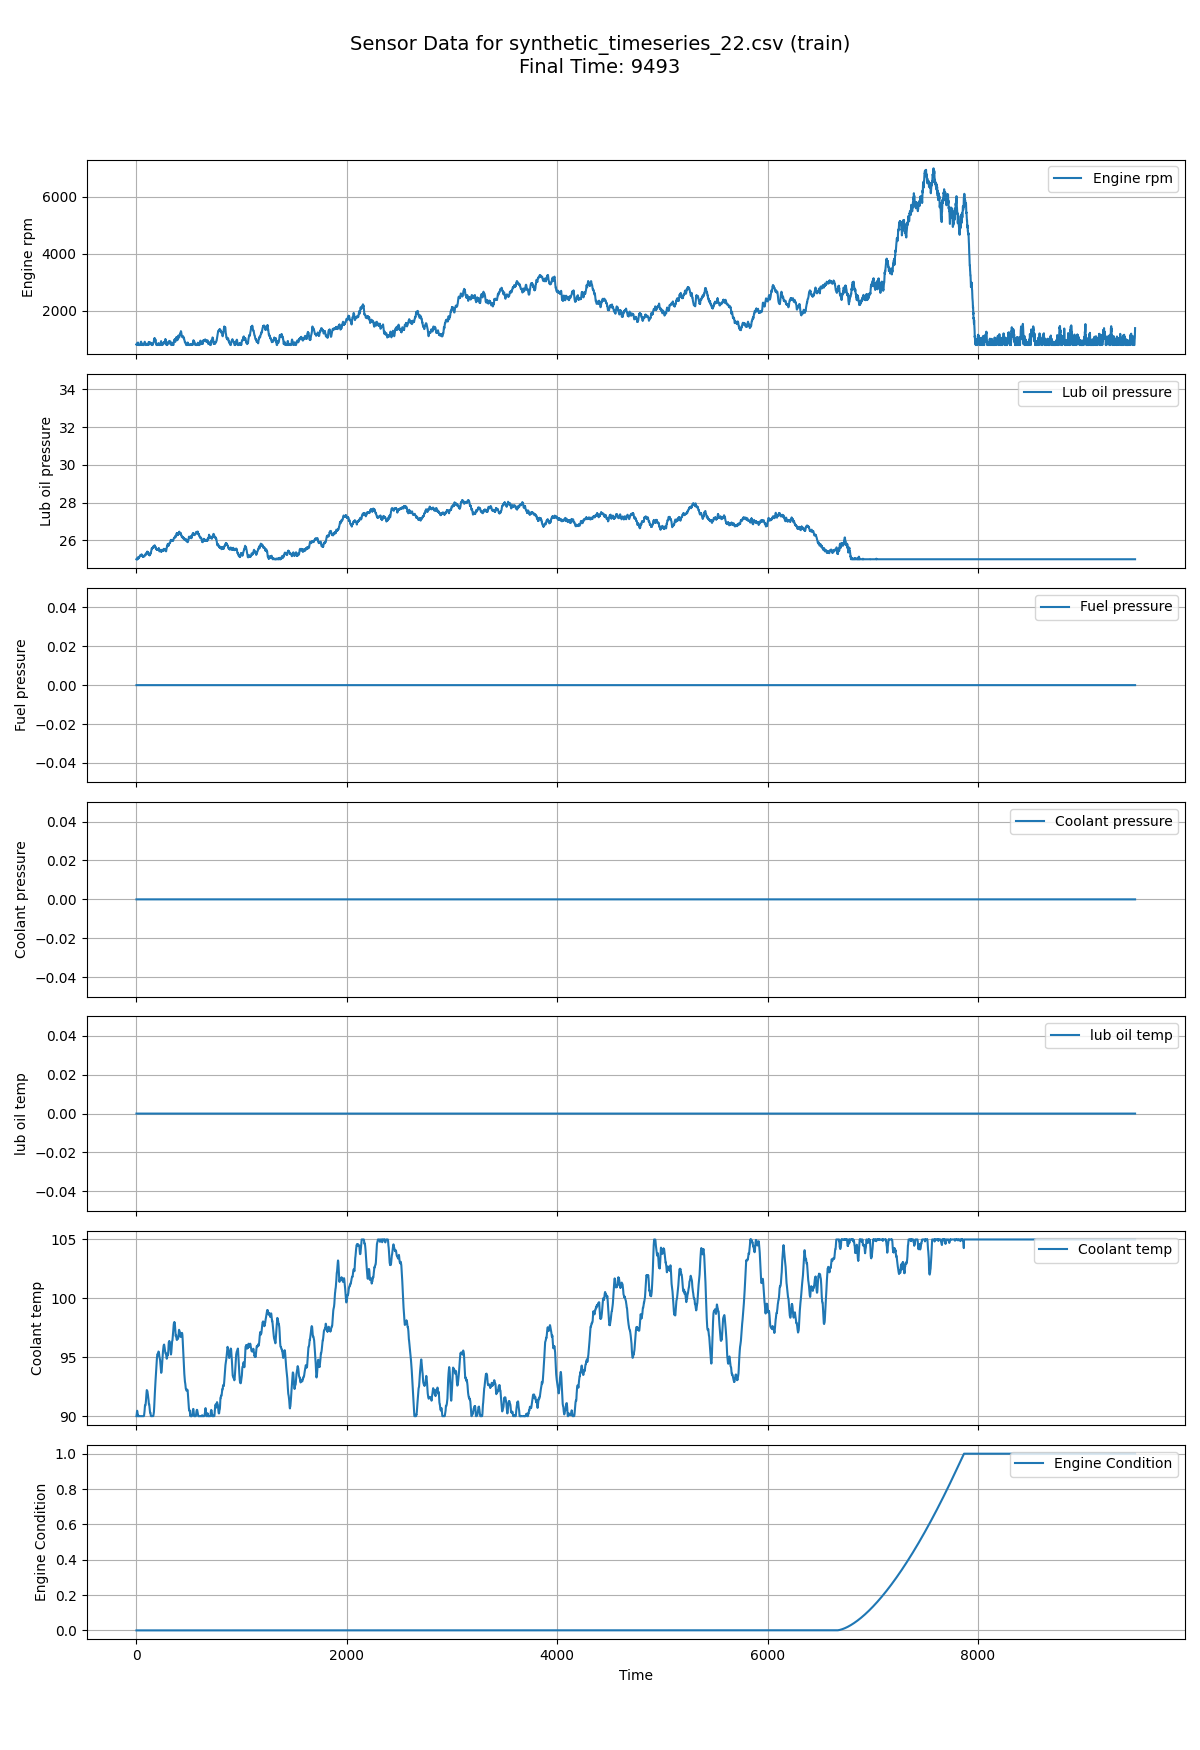 Sensor Data for synthetic_timeseries_22.csv (train)
Final Time: 9493
Engine rpm
6000
4000
2000
Engine rpm
Lub oil pressure
34
32
30
28
26
Lub oil pressure
Fuel pressure
0.04
0.02
0.00
−0.02
−0.04
Fuel pressure
Coolant pressure
0.04
0.02
0.00
−0.02
−0.04
Coolant pressure
lub oil temp
0.04
0.02
0.00
−0.02
−0.04
lub oil temp
Coolant temp
105
100
95
90
Coolant temp
Engine Condition
1.0
0.8
0.6
0.4
0.2
0.0
Engine Condition
0 2000 4000 6000 8000
Time